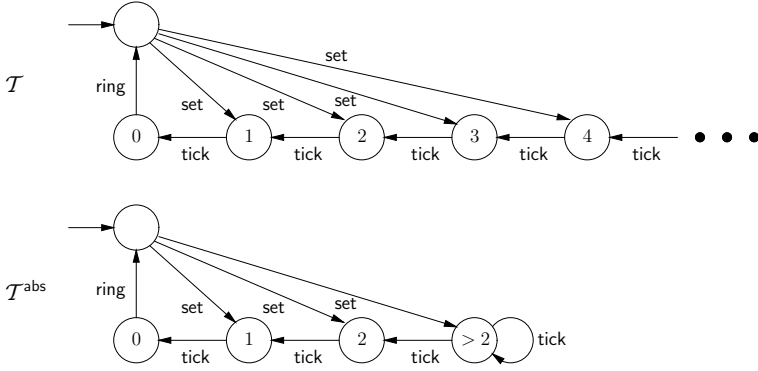 set
𝒯
ring
set set set
0 1 2 3 4
tick tick tick tick tick
𝒯^abs
ring
set set set
0 1 2 > 2 tick
tick tick tick